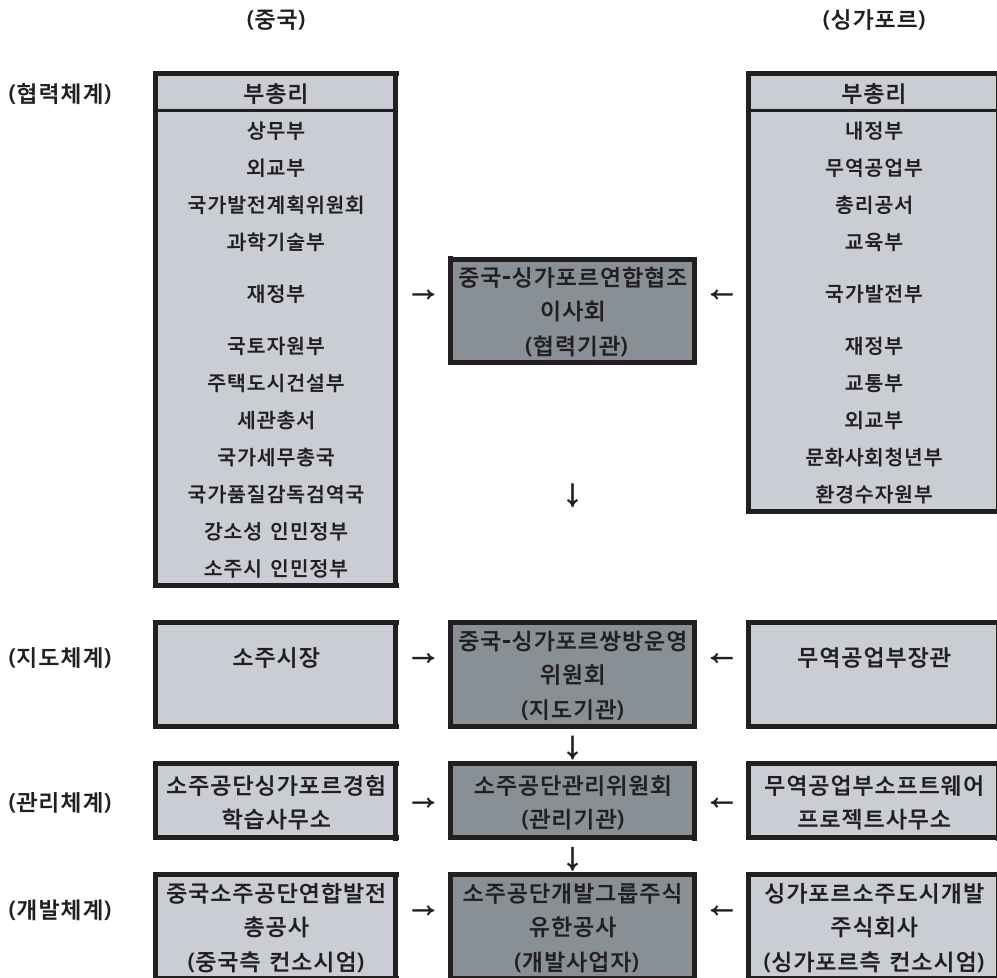 (중국)
(싱가포르)
(협력체계)
부총리
상무부
외교부
국가발전계획위원회
과학기술부
재정부
국토자원부
주택도시건설부
세관총서
국가세무총국
국가품질감독검역국
강소성 인민정부
소주시 인민정부
→
중국-싱가포르연합협조
이사회
(협력기관)
←
부총리
내정부
무역공업부
총리공서
교육부
국가발전부
재정부
교통부
외교부
문화사회청년부
환경수자원부
↓
(지도체계)
소주시장
→
중국-싱가포르쌍방운영
위원회
(지도기관)
←
무역공업부장관
↓
(관리체계)
소주공단싱가포르경험
학습사무소
→
소주공단관리위원회
(관리기관)
←
무역공업부소프트웨어
프로젝트사무소
↓
(개발체계)
중국소주공단연합발전
총공사
(중국측 컨소시엄)
→
소주공단개발그룹주식
유한공사
(개발사업자)
←
싱가포르소주도시개발
주식회사
(싱가포르측 컨소시엄)